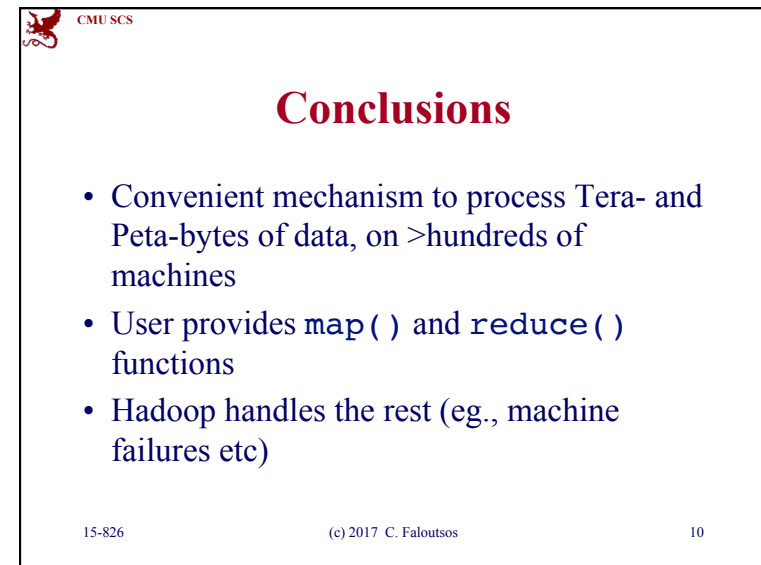 CMU SCS
Conclusions
• Convenient mechanism to process Tera- and
Peta-bytes of data, on >hundreds of
machines
• User provides map() and reduce()
functions
• Hadoop handles the rest (eg., machine
failures etc)
15-826 (c) 2017 C. Faloutsos 10